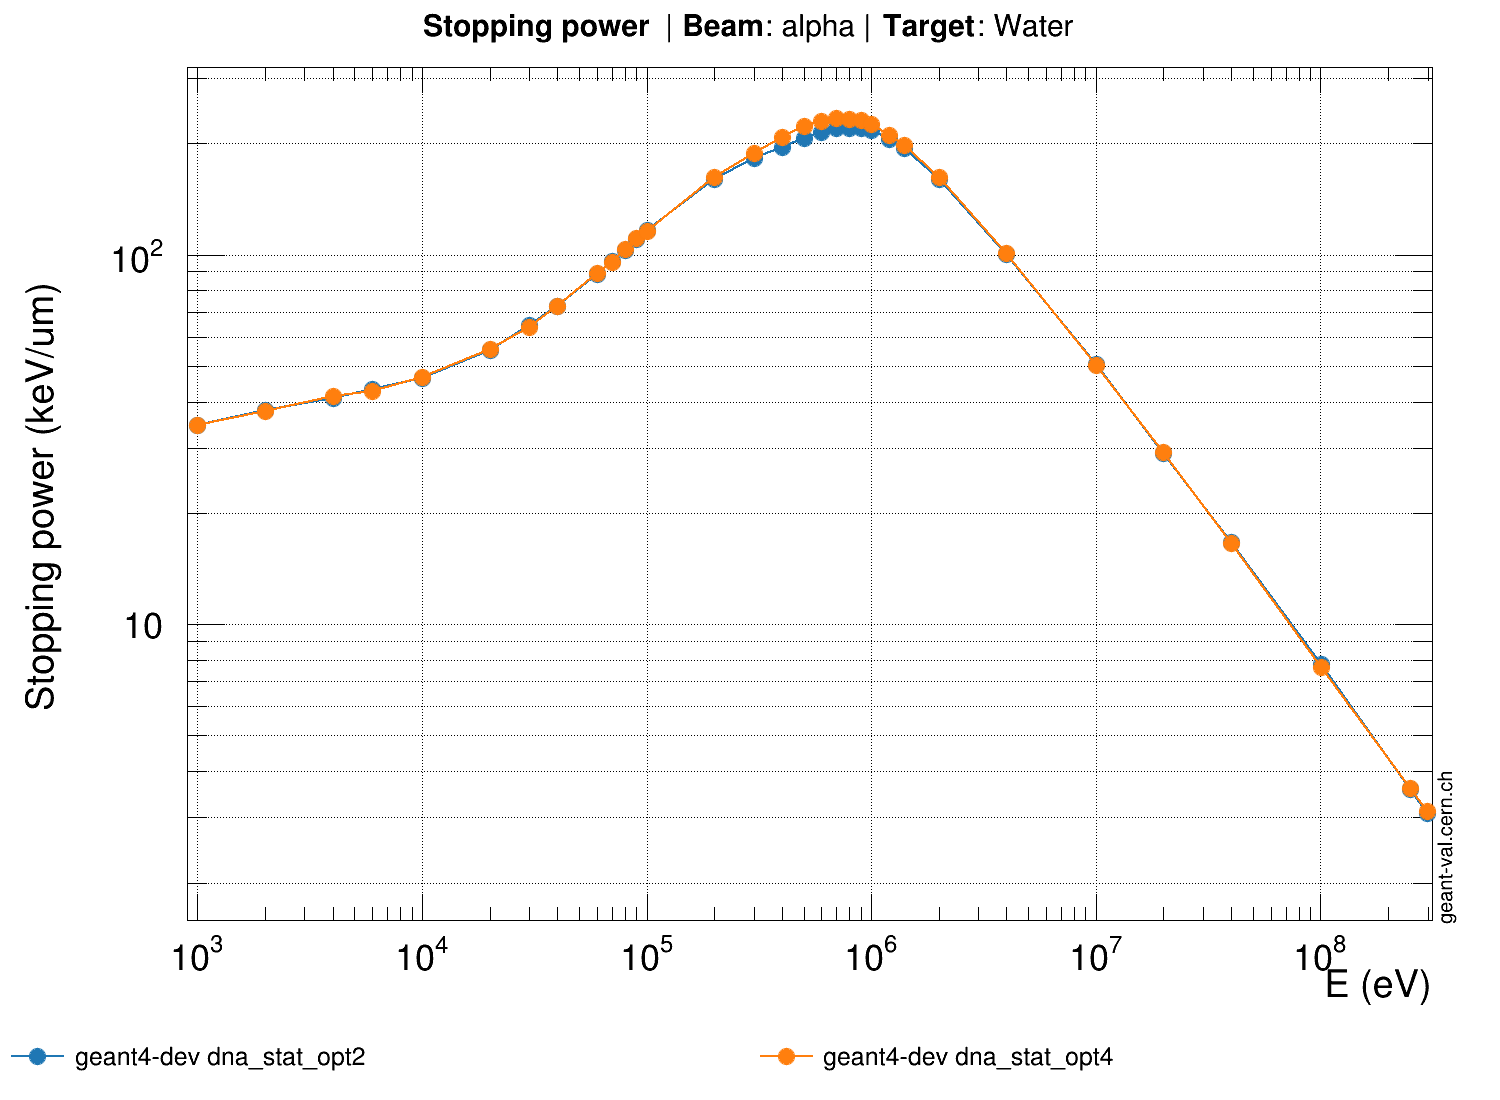 Stopping power | Beam: alpha | Target: Water
Stopping power (keV/um)
10²
10
10³ 10⁴ 10⁵ 10⁶ 10⁷ 10⁸
E (eV)
geant-val.cern.ch
geant4-dev dna_stat_opt2
geant4-dev dna_stat_opt4